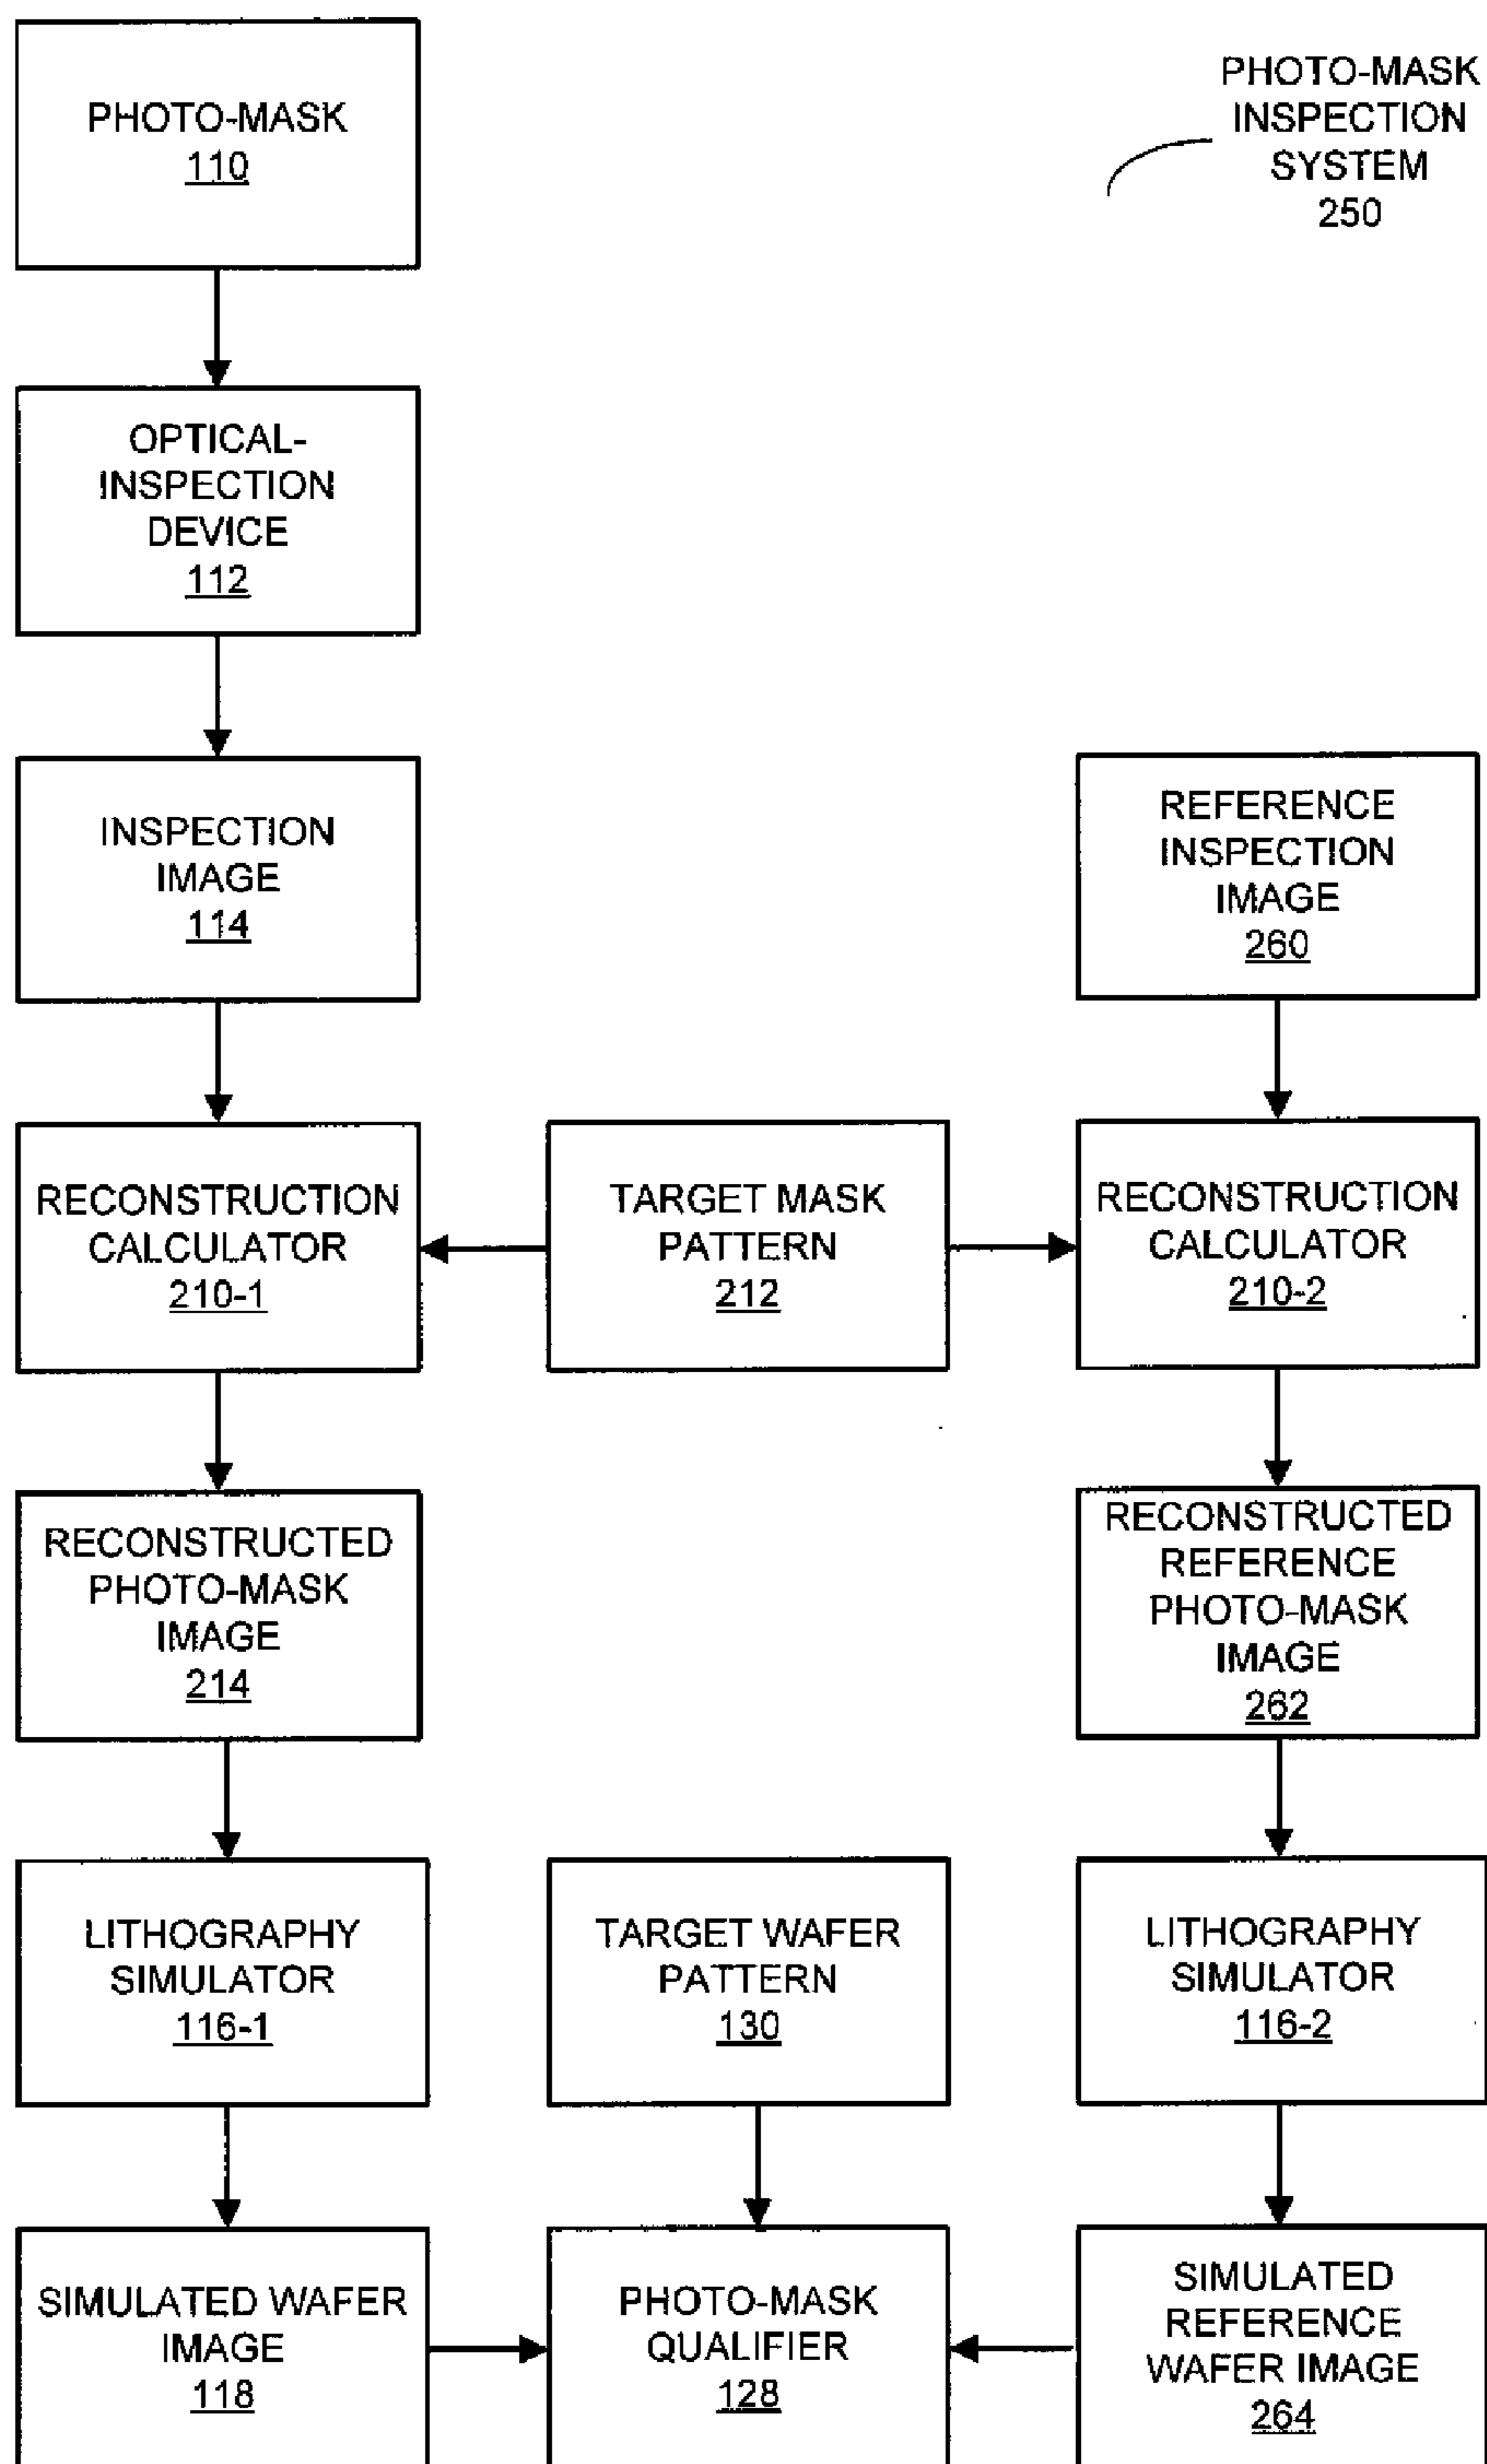 PHOTO-MASK
110
PHOTO-MASK
INSPECTION
SYSTEM
250
OPTICAL-
INSPECTION
DEVICE
112
INSPECTION
IMAGE
114
REFERENCE
INSPECTION
IMAGE
260
RECONSTRUCTION
CALCULATOR
210-1
TARGET MASK
PATTERN
212
RECONSTRUCTION
CALCULATOR
210-2
RECONSTRUCTED
PHOTO-MASK
IMAGE
214
RECONSTRUCTED
REFERENCE
PHOTO-MASK
IMAGE
262
LITHOGRAPHY
SIMULATOR
116-1
TARGET WAFER
PATTERN
130
LITHOGRAPHY
SIMULATOR
116-2
SIMULATED WAFER
IMAGE
118
PHOTO-MASK
QUALIFIER
128
SIMULATED
REFERENCE
WAFER IMAGE
264